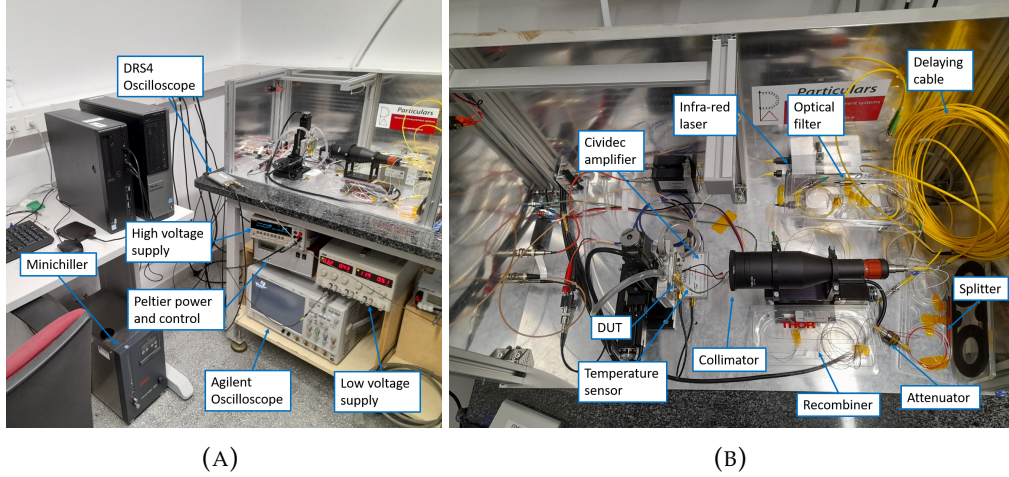 DRS4
Oscilloscope
Particulars
High voltage
supply
Minichiller
Peltier power
and control
Agilent
Oscilloscope
Low voltage
supply
(A)
Delaying
cable
Particulars
Infra-red
laser
Optical
filter
Cividec
amplifier
Splitter
DUT
THOR
Collimator
Temperature
sensor
Recombiner
Attenuator
(B)